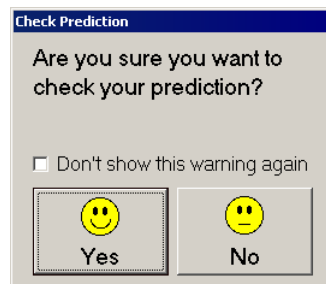 Check Prediction
Are you sure you want to
check your prediction?
Don't show this warning again
Yes
No